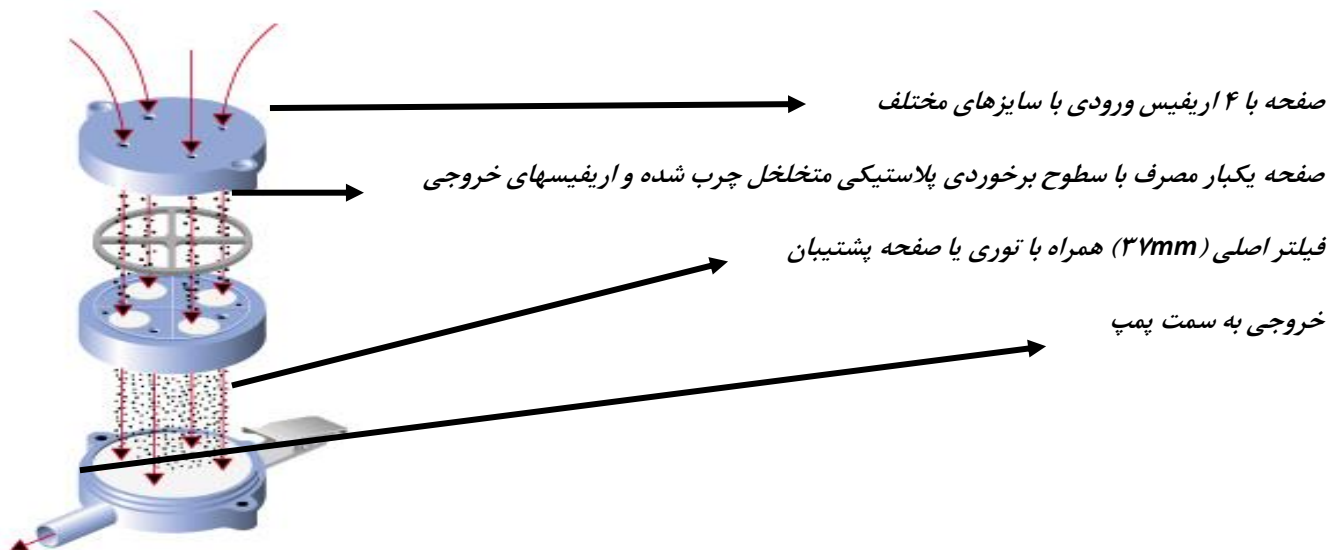 صفحه با ۴ اریفیس ورودی با سایزهای مختلف
صفحه یکبار مصرف با سطوح برخوردی پلاستیکی متخلخل چرب شده و اریفیسهای خروجی
فیلتر اصلی (۳۷mm) همراه با توری یا صفحه پشتیبان
خروجی به سمت پمپ